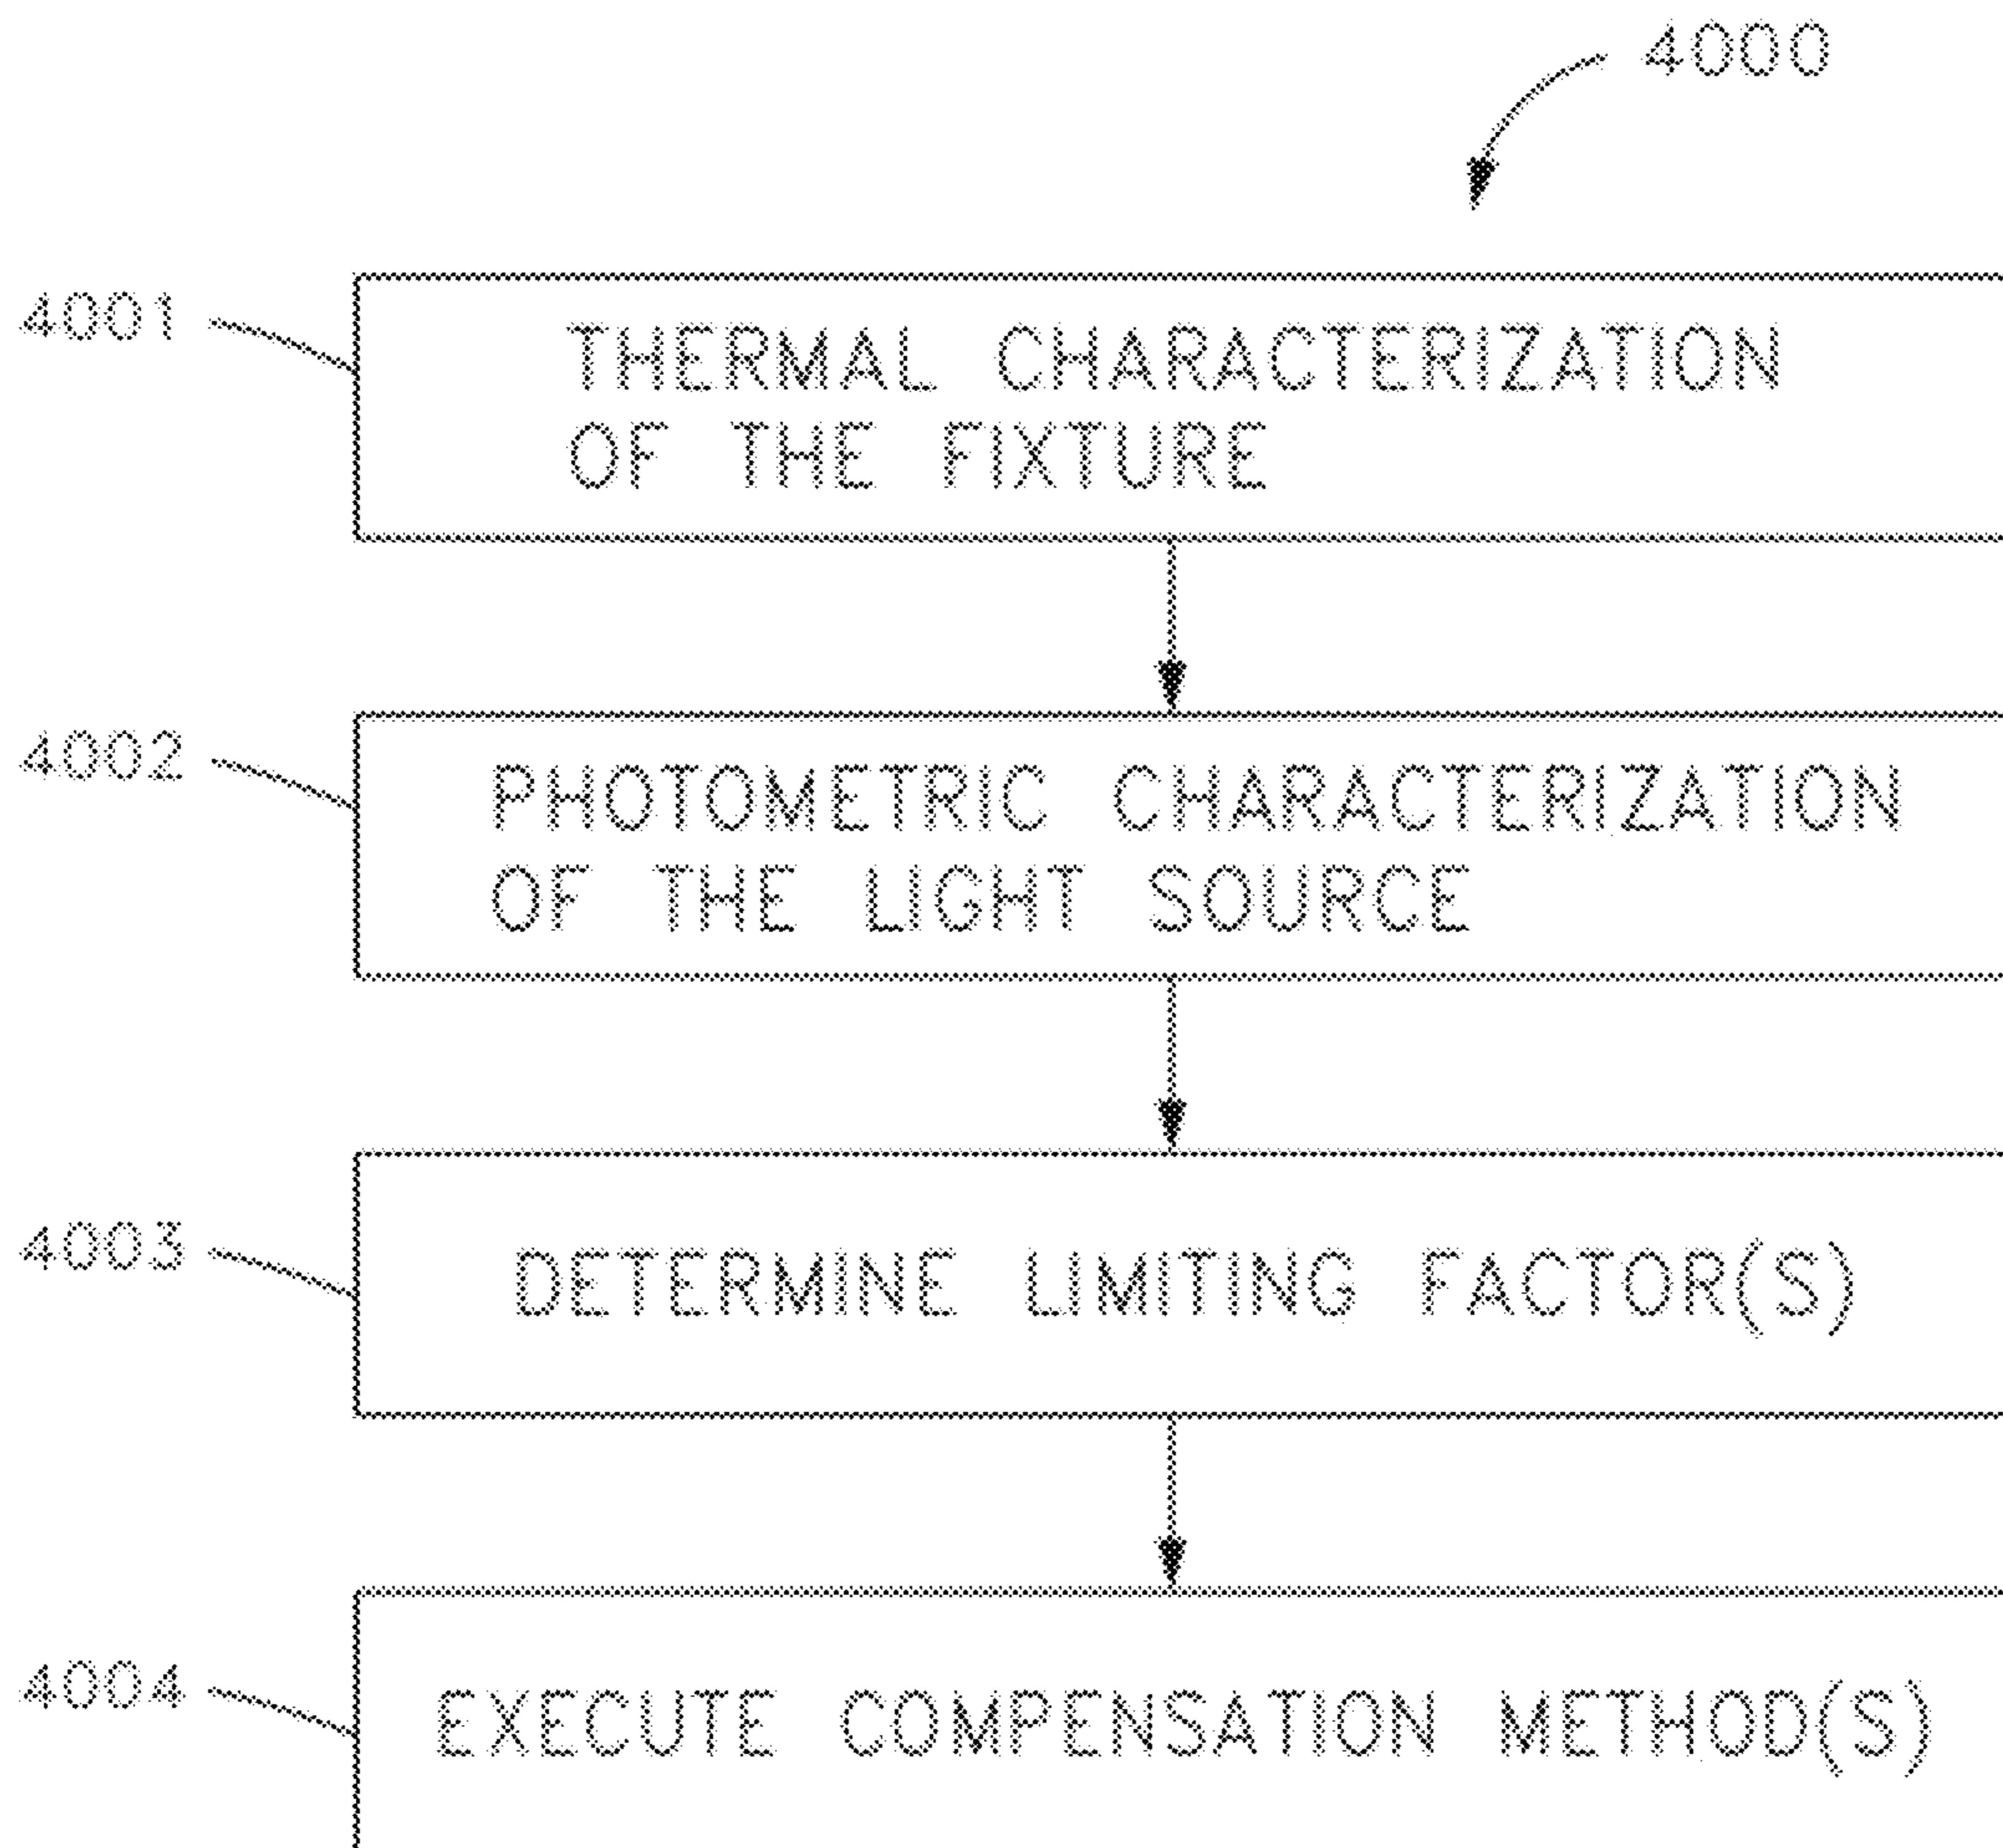 4000
4001
THERMAL CHARACTERIZATION
OF THE FIXTURE
4002
PHOTOMETRIC CHARACTERIZATION
OF THE LIGHT SOURCE
4003
DETERMINE LIMITING FACTOR(S)
4004
EXECUTE COMPENSATION METHOD(S)